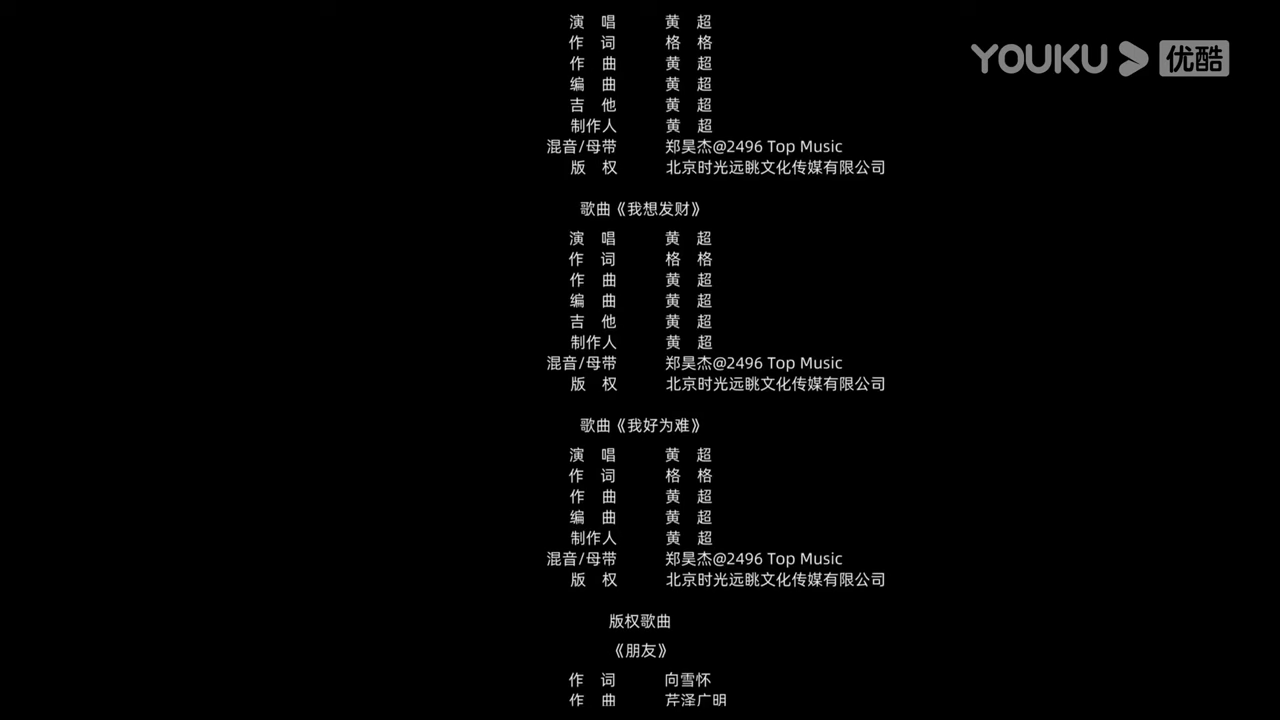 演 唱 黄 超
作 词 格 格
作 曲 黄 超
编 曲 黄 超
吉 他 黄 超
制作人 黄 超
混音/母带 郑昊杰@2496 Top Music
版 权 北京时光远眺文化传媒有限公司
YOUKU 优酷
歌曲《我想发财》
演 唱 黄 超
作 词 格 格
作 曲 黄 超
编 曲 黄 超
吉 他 黄 超
制作人 黄 超
混音/母带 郑昊杰@2496 Top Music
版 权 北京时光远眺文化传媒有限公司
歌曲《我好为难》
演 唱 黄 超
作 词 格 格
作 曲 黄 超
编 曲 黄 超
制作人 黄 超
混音/母带 郑昊杰@2496 Top Music
版 权 北京时光远眺文化传媒有限公司
版权歌曲
《朋友》
作 词 向雪怀
作 曲 芹泽广明